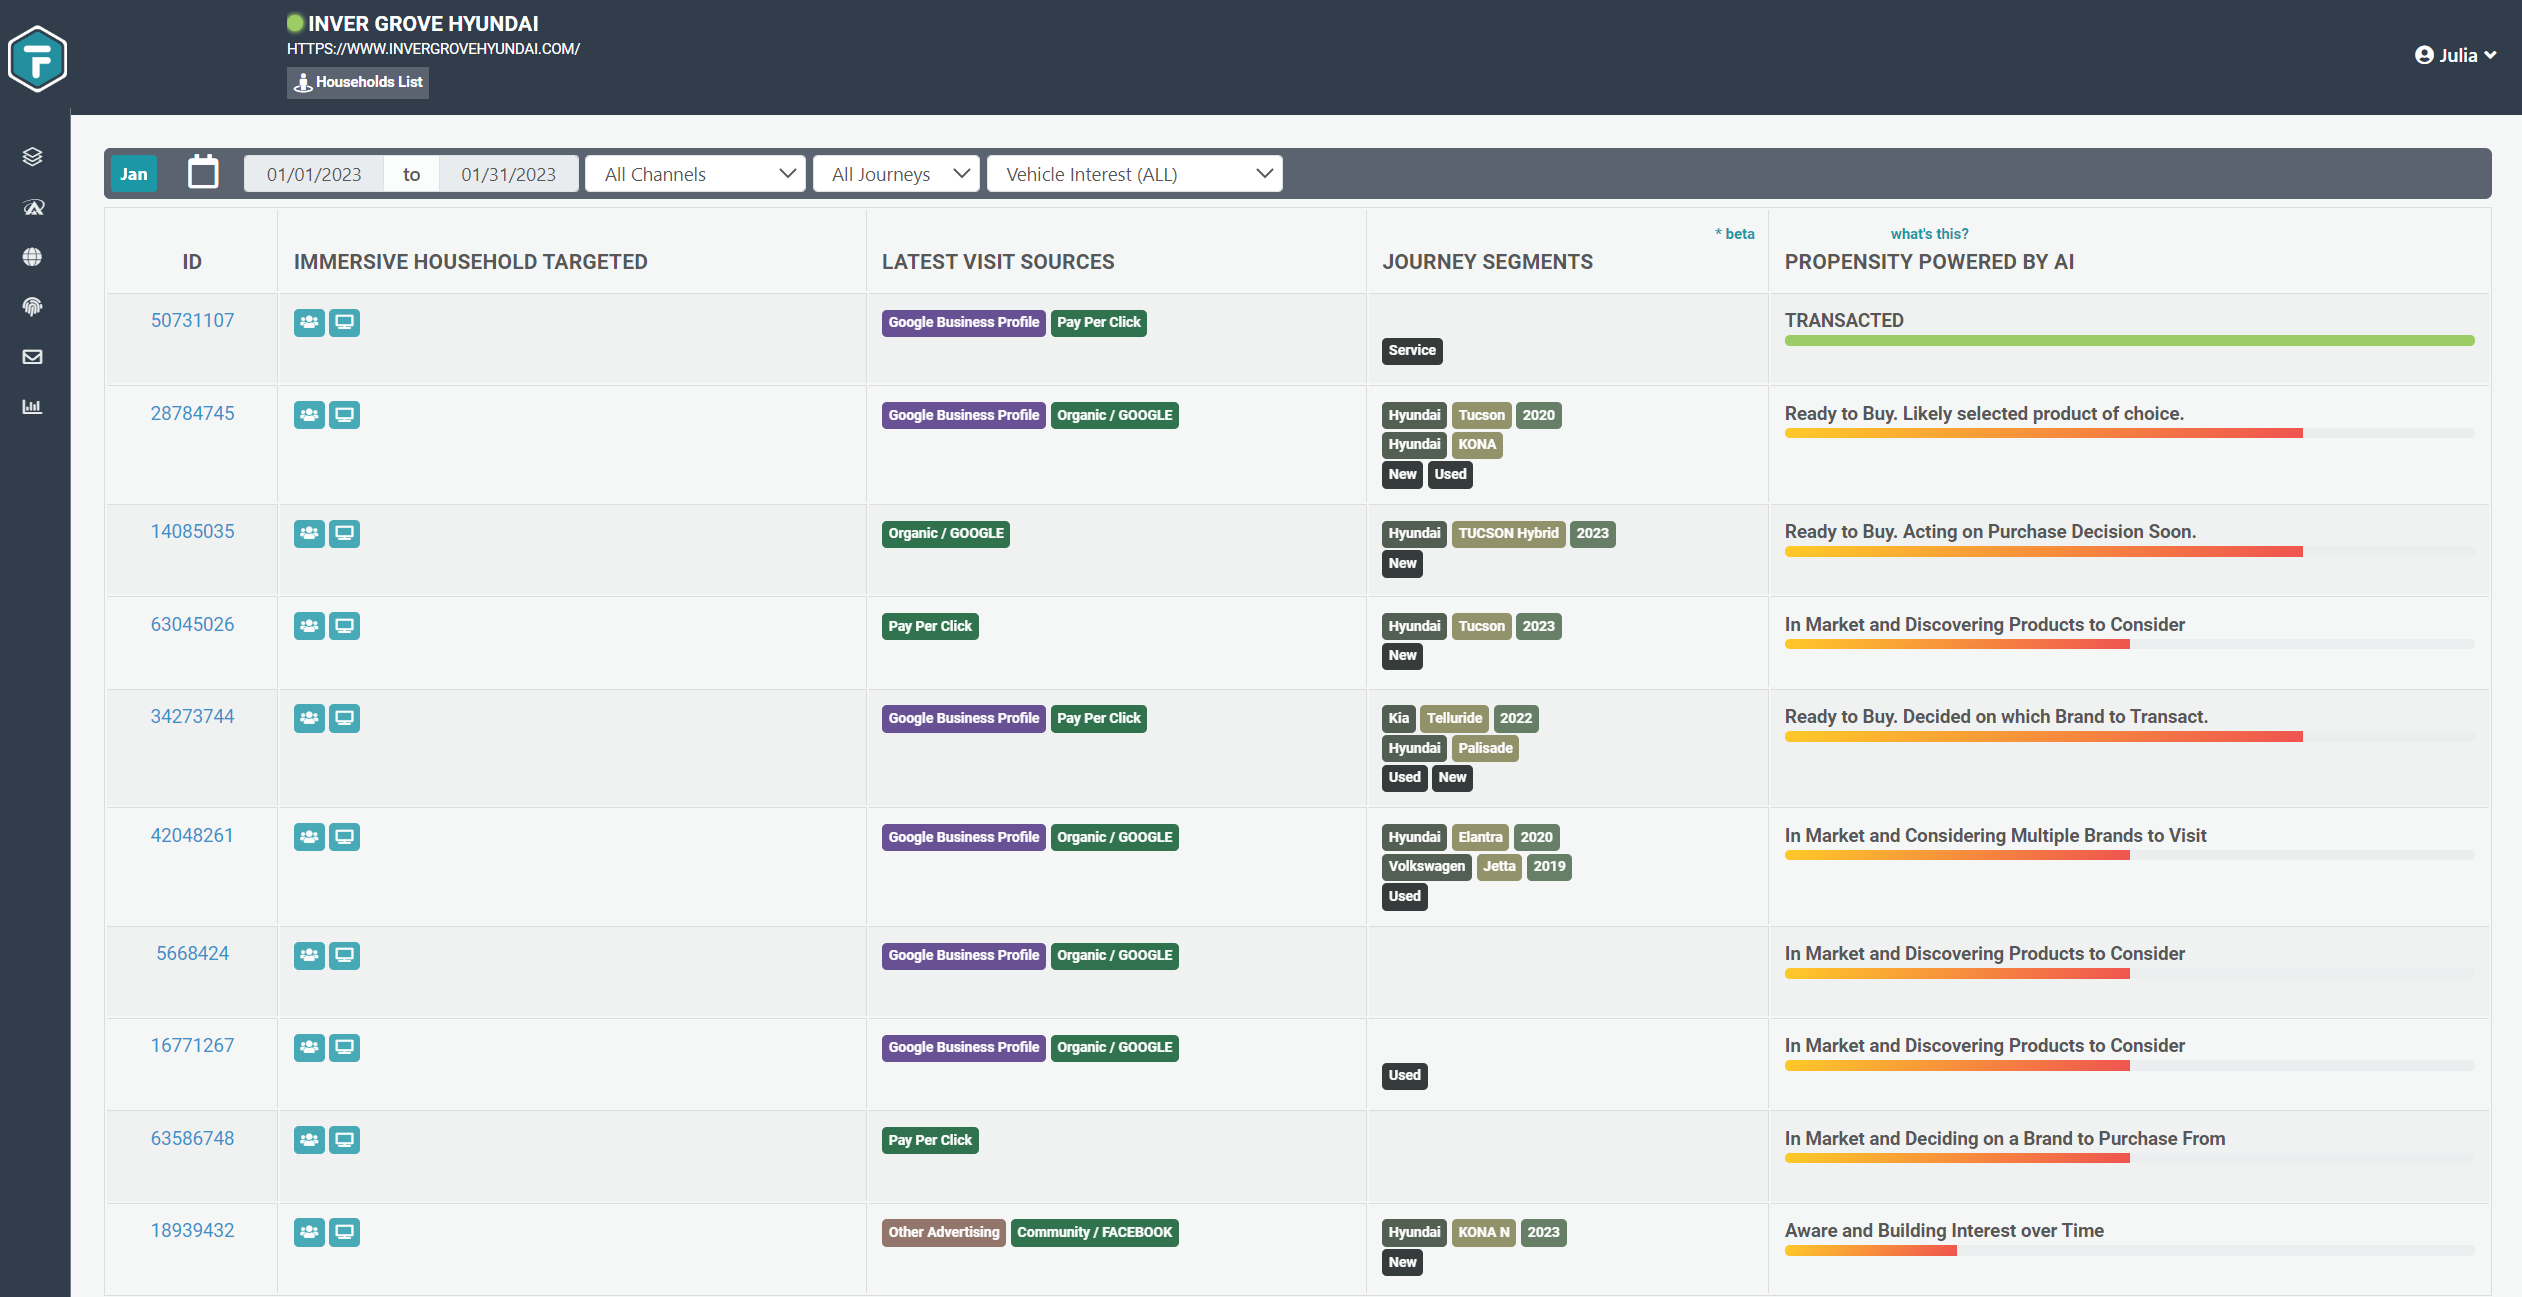 INVER GROVE HYUNDAI
HTTPS://WWW.INVERGROVEHYUNDAI.COM/
Households List
Julia
Jan 01/01/2023 to 01/31/2023 All Channels All Journeys Vehicle Interest (ALL)
* beta what's this?
ID IMMERSIVE HOUSEHOLD TARGETED LATEST VISIT SOURCES JOURNEY SEGMENTS PROPENSITY POWERED BY AI
50731107 Google Business Profile Pay Per Click TRANSACTED
Service
28784745 Google Business Profile Organic / GOOGLE Hyundai Tucson 2020 Ready to Buy. Likely selected product of choice.
Hyundai KONA
New Used
14085035 Organic / GOOGLE Hyundai TUCSON Hybrid 2023 Ready to Buy. Acting on Purchase Decision Soon.
New
63045026 Pay Per Click Hyundai Tucson 2023 In Market and Discovering Products to Consider
New
34273744 Google Business Profile Pay Per Click Kia Telluride 2022 Ready to Buy. Decided on which Brand to Transact.
Hyundai Palisade
Used New
42048261 Google Business Profile Organic / GOOGLE Hyundai Elantra 2020 In Market and Considering Multiple Brands to Visit
Volkswagen Jetta 2019
Used
5668424 Google Business Profile Organic / GOOGLE In Market and Discovering Products to Consider
16771267 Google Business Profile Organic / GOOGLE In Market and Discovering Products to Consider
Used
63586748 Pay Per Click In Market and Deciding on a Brand to Purchase From
18939432 Other Advertising Community / FACEBOOK Hyundai KONA N 2023 Aware and Building Interest over Time
New